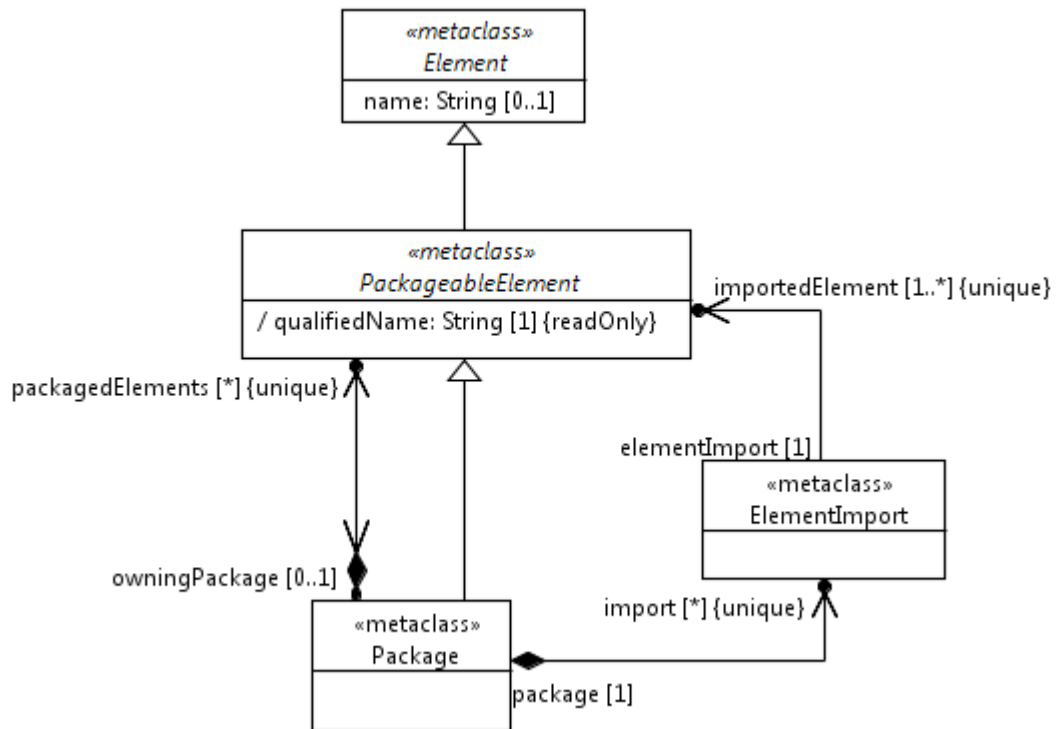 «metaclass»
Element
name: String [0..1]
«metaclass»
PackageableElement
/ qualifiedName: String [1] {readOnly}
importedElement [1..*] {unique}
packagedElements [*] {unique}
elementImport [1]
«metaclass»
ElementImport
owningPackage [0..1]
import [*] {unique}
«metaclass»
Package
package [1]